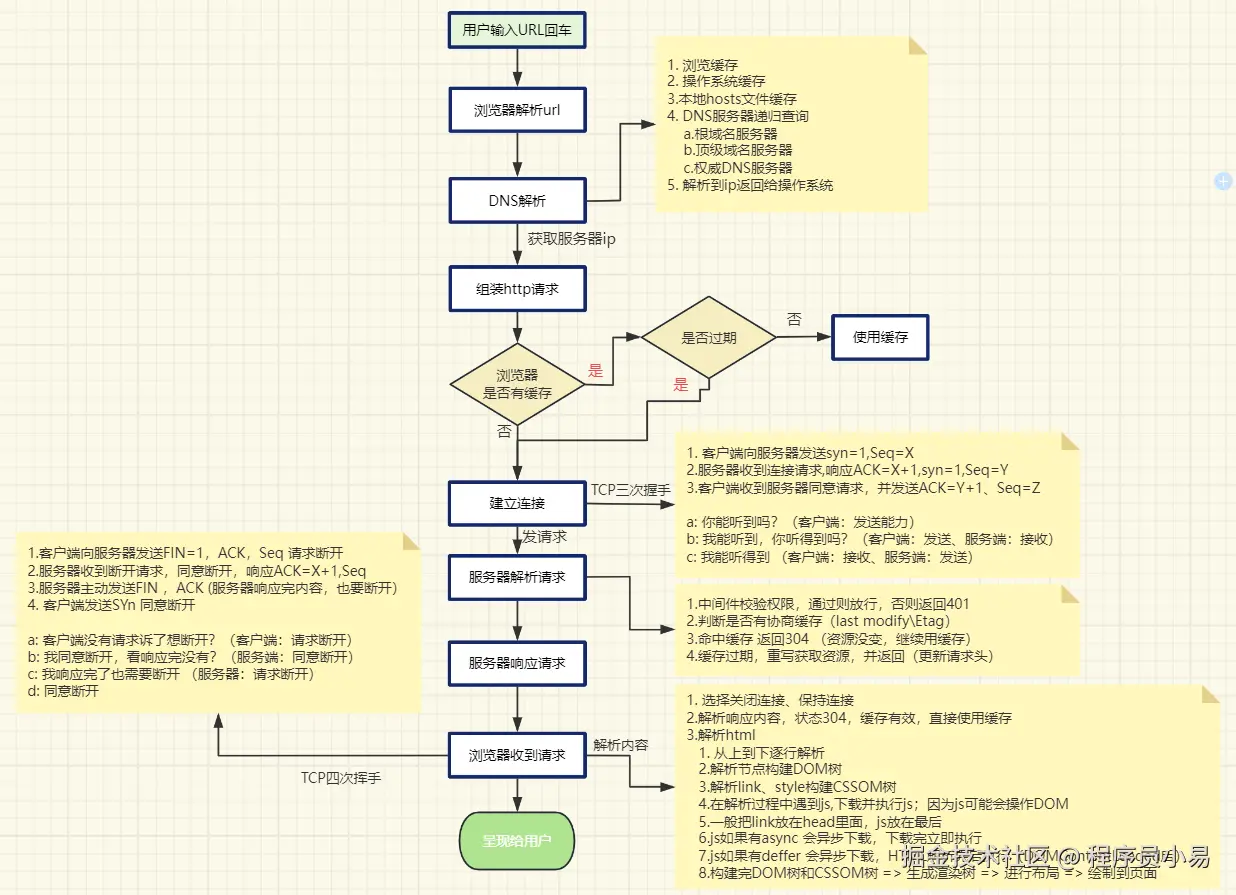 用户输入URL回车
浏览器解析url
DNS解析
1. 浏览缓存
2. 操作系统缓存
3.本地hosts文件缓存
4. DNS服务器递归查询
a.根域名服务器
b.顶级域名服务器
c.权威DNS服务器
5. 解析到ip返回给操作系统
获取服务器ip
组装http请求
浏览器
是否有缓存
是
是否过期
否
使用缓存
是
否
建立连接
TCP三次握手
1. 客户端向服务器发送syn=1,Seq=X
2.服务器收到连接请求,响应ACK=X+1,syn=1,Seq=Y
3.客户端收到服务器同意请求，并发送ACK=Y+1、Seq=Z
a: 你能听到吗？（客户端：发送能力）
b: 我能听到，你听得到吗？（客户端：发送、服务端：接收）
c: 我能听得到 （客户端：接收、服务端：发送）
发请求
服务器解析请求
1.中间件校验权限，通过则放行，否则返回401
2.判断是否有协商缓存（last modify\Etag）
3.命中缓存 返回304 （资源没变，继续用缓存）
4.缓存过期，重写获取资源，并返回（更新请求头）
服务器响应请求
浏览器收到请求
TCP四次挥手
1.客户端向服务器发送FIN=1，ACK，Seq 请求断开
2.服务器收到断开请求，同意断开，响应ACK=X+1,Seq
3.服务器主动发送FIN ，ACK (服务器响应完内容，也要断开）
4. 客户端发送SYn 同意断开
a: 客户端没有请求诉了想断开？（客户端：请求断开）
b: 我同意断开，看响应完没有？（服务端：同意断开）
c: 我响应完了也需要断开 （服务器：请求断开）
d: 同意断开
解析内容
1. 选择关闭连接、保持连接
2.解析响应内容，状态304，缓存有效，直接使用缓存
3.解析html
1. 从上到下逐行解析
2.解析节点构建DOM树
3.解析link、style构建CSSOM树
4.在解析过程中遇到js,下载并执行js；因为js可能会操作DOM
5.一般把link放在head里面，js放在最后
6.js如果有async 会异步下载，下载完立即执行
7.js如果有deffer 会异步下载，
8.构建完DOM树和CSSOM树 => 生成渲染树 => 进行布局 => 绘制到页面
呈现给用户
掘金技术社区 @ 程序员小易